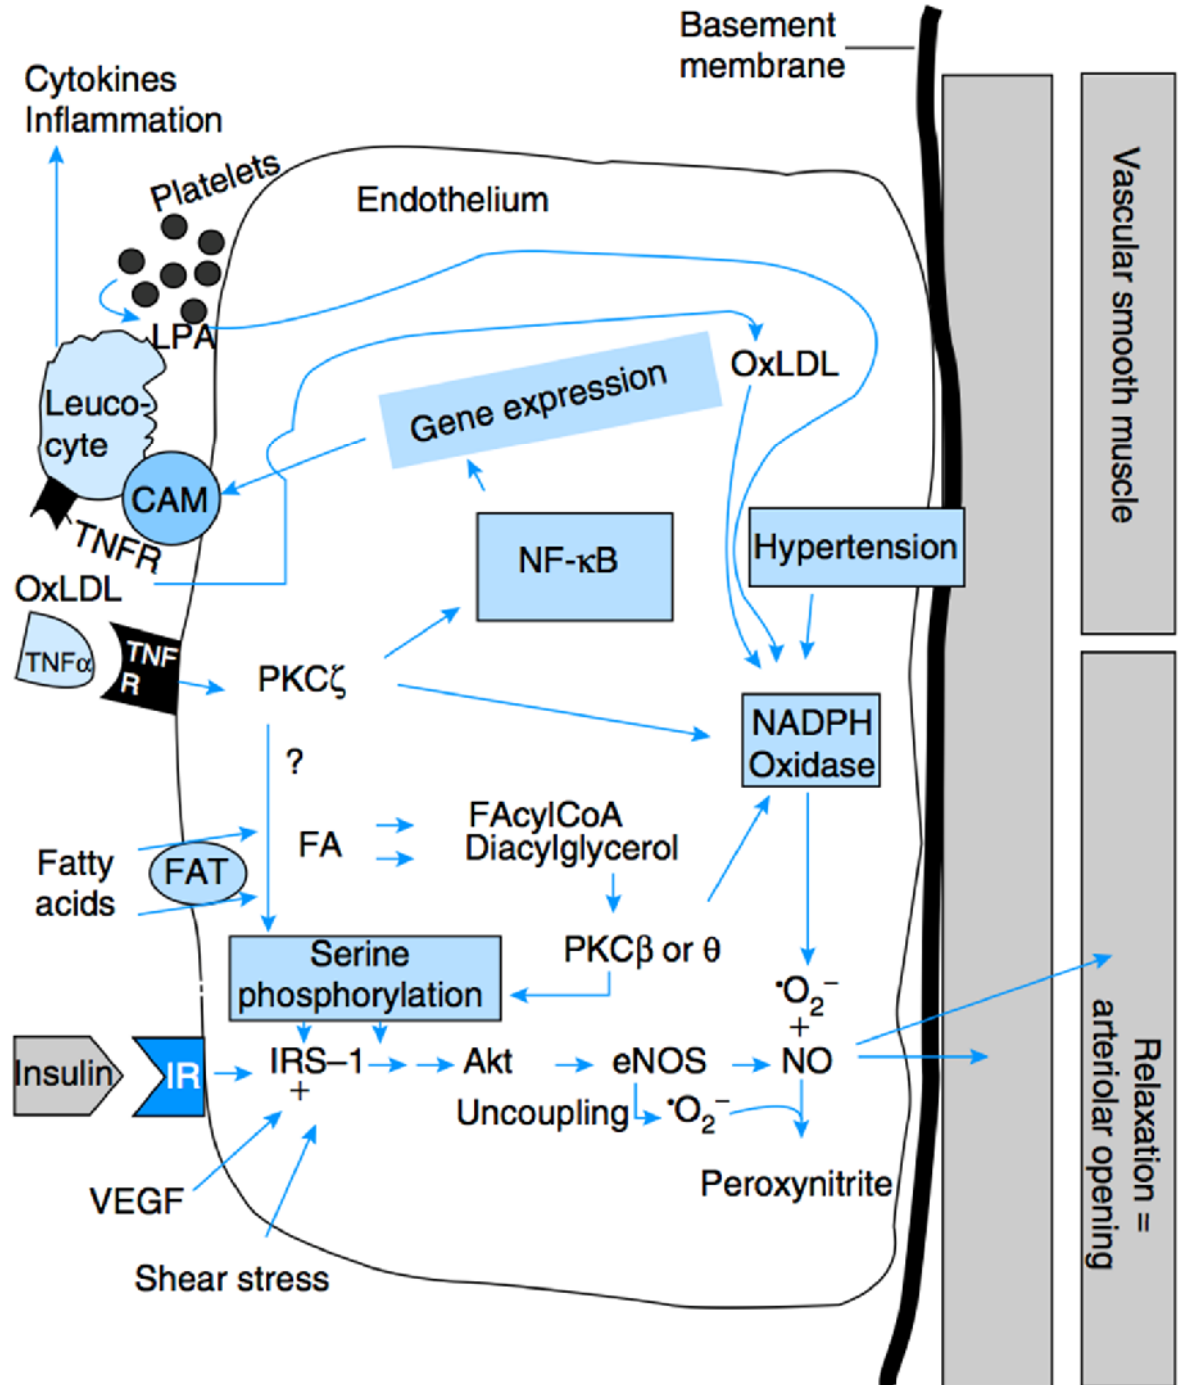 Basement
membrane
Cytokines
Inflammation
Platelets
Endothelium
LPA
OxLDL
Gene expression
Leuco-
cyte
CAM
TNFR
NF-κB
Hypertension
OxLDL
TNFα
TNF
R
PKCζ
?
NADPH
Oxidase
FAcylCoA
Diacylglycerol
FA
Fatty
acids
FAT
PKCβ or θ
Serine
phosphorylation
•O2−
+
Insulin
IR
IRS–1
Akt
eNOS
NO
+
Uncoupling
•O2−
VEGF
Peroxynitrite
Shear stress
Vascular smooth muscle
Relaxation =
arteriolar opening